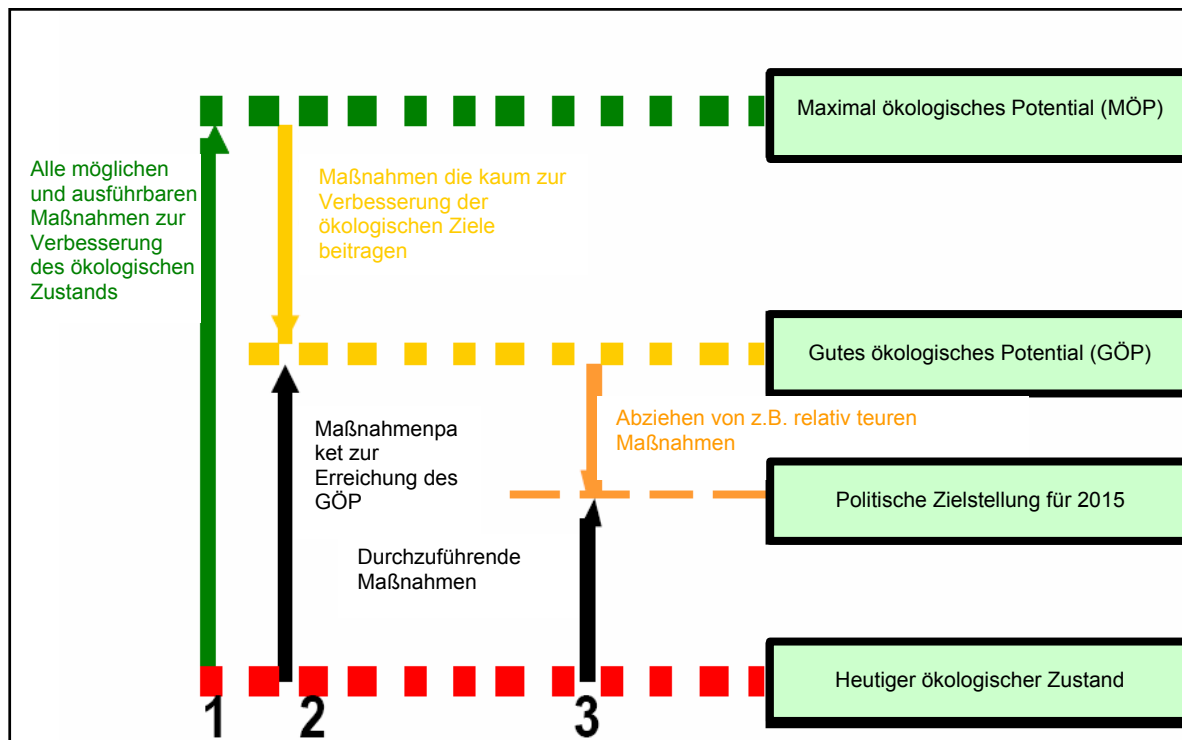 Maximal ökologisches Potential (MÖP)
Alle möglichen
und ausführbaren
Maßnahmen zur
Verbesserung
des ökologischen
Zustands
Maßnahmen die kaum zur
Verbesserung der
ökologischen Ziele
beitragen
Gutes ökologisches Potential (GÖP)
Abziehen von z.B. relativ teuren
Maßnahmen
Maßnahmenpa
ket zur
Erreichung des
GÖP
Politische Zielstellung für 2015
Durchzuführende
Maßnahmen
Heutiger ökologischer Zustand
1 2 3